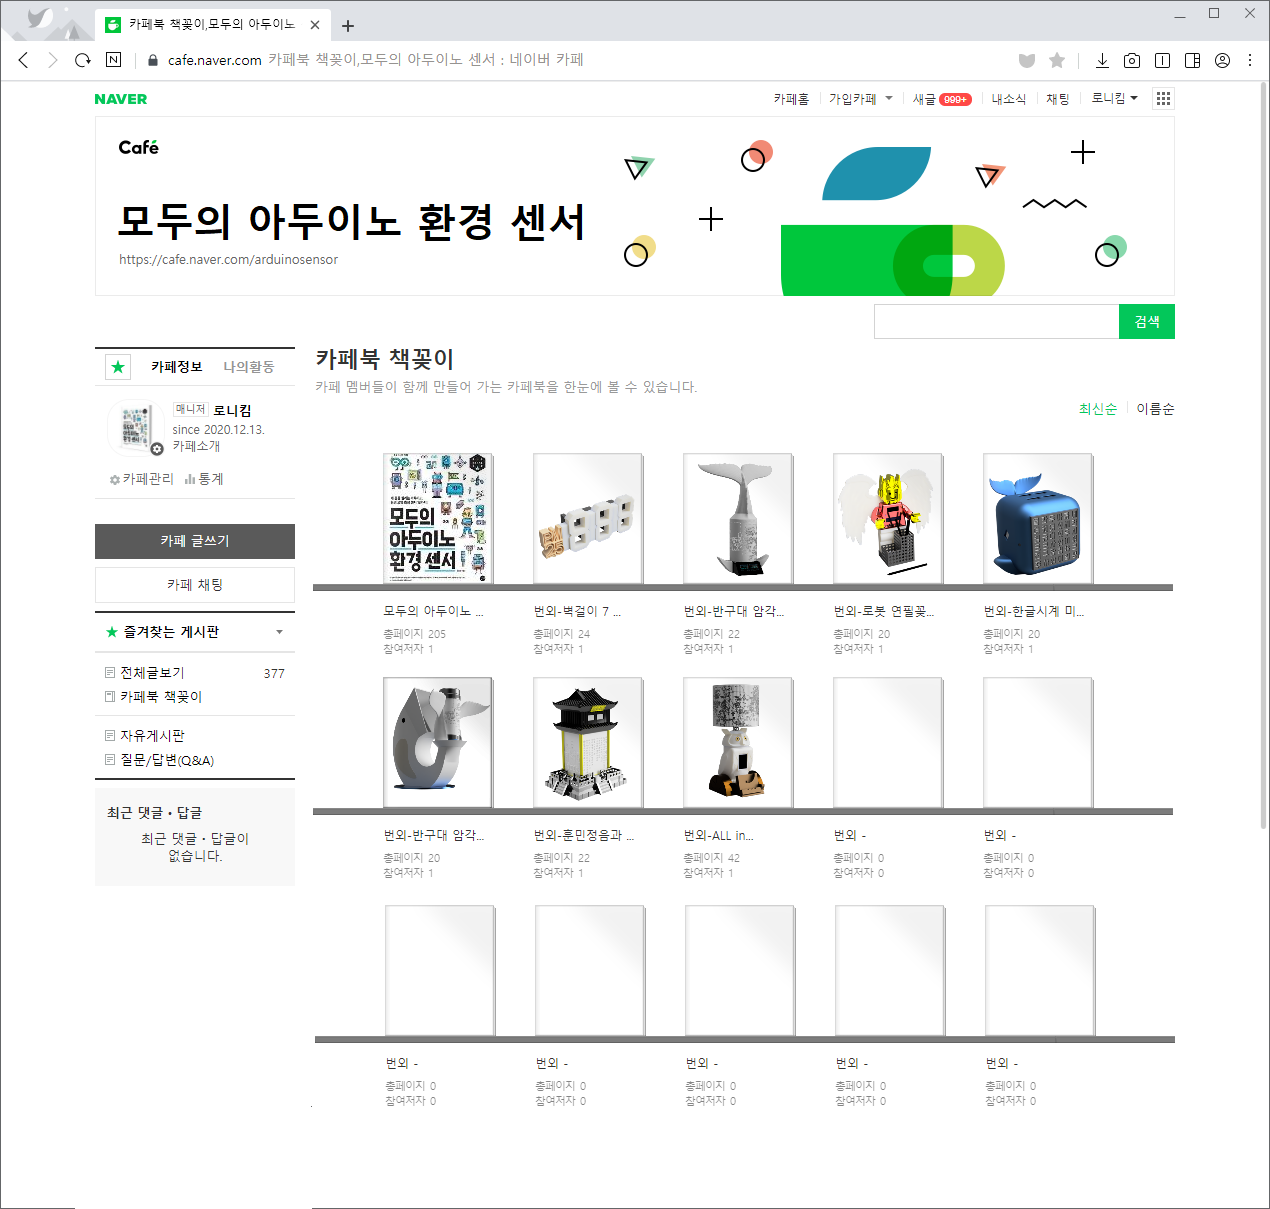 카페북 책꽂이,모두의 아두이노
cafe.naver.com 카페북 책꽂이,모두의 아두이노 센서 : 네이버 카페
NAVER
카페홈 가입카페 새글 999+ 내소식 채팅 로니킴
Café
모두의 아두이노 환경 센서
https://cafe.naver.com/arduinosensor
검색
카페정보 나의활동
매니저 로니킴
since 2020.12.13.
카페소개
카페관리 통계
카페 글쓰기
카페 채팅
즐겨찾는 게시판
전체글보기 377
카페북 책꽂이
자유게시판
질문/답변(Q&A)
최근 댓글・답글
최근 댓글・답글이
없습니다.
카페북 책꽂이
카페 멤버들이 함께 만들어 가는 카페북을 한눈에 볼 수 있습니다.
최신순 이름순
모두의
아두이노
환경 센서
모두의 아두이노 ... 번외-벽걸이 7 ... 번외-반구대 암각... 번외-로봇 연필꽂... 번외-한글시계 미...
총페이지 205 총페이지 24 총페이지 22 총페이지 20 총페이지 20
참여저자 1 참여저자 1 참여저자 1 참여저자 1 참여저자 1
번외-반구대 암각... 번외-훈민정음과 ... 번외-ALL in... 번외 - 번외 -
총페이지 20 총페이지 22 총페이지 42 총페이지 0 총페이지 0
참여저자 1 참여저자 1 참여저자 1 참여저자 0 참여저자 0
번외 - 번외 - 번외 - 번외 - 번외 -
총페이지 0 총페이지 0 총페이지 0 총페이지 0 총페이지 0
참여저자 0 참여저자 0 참여저자 0 참여저자 0 참여저자 0